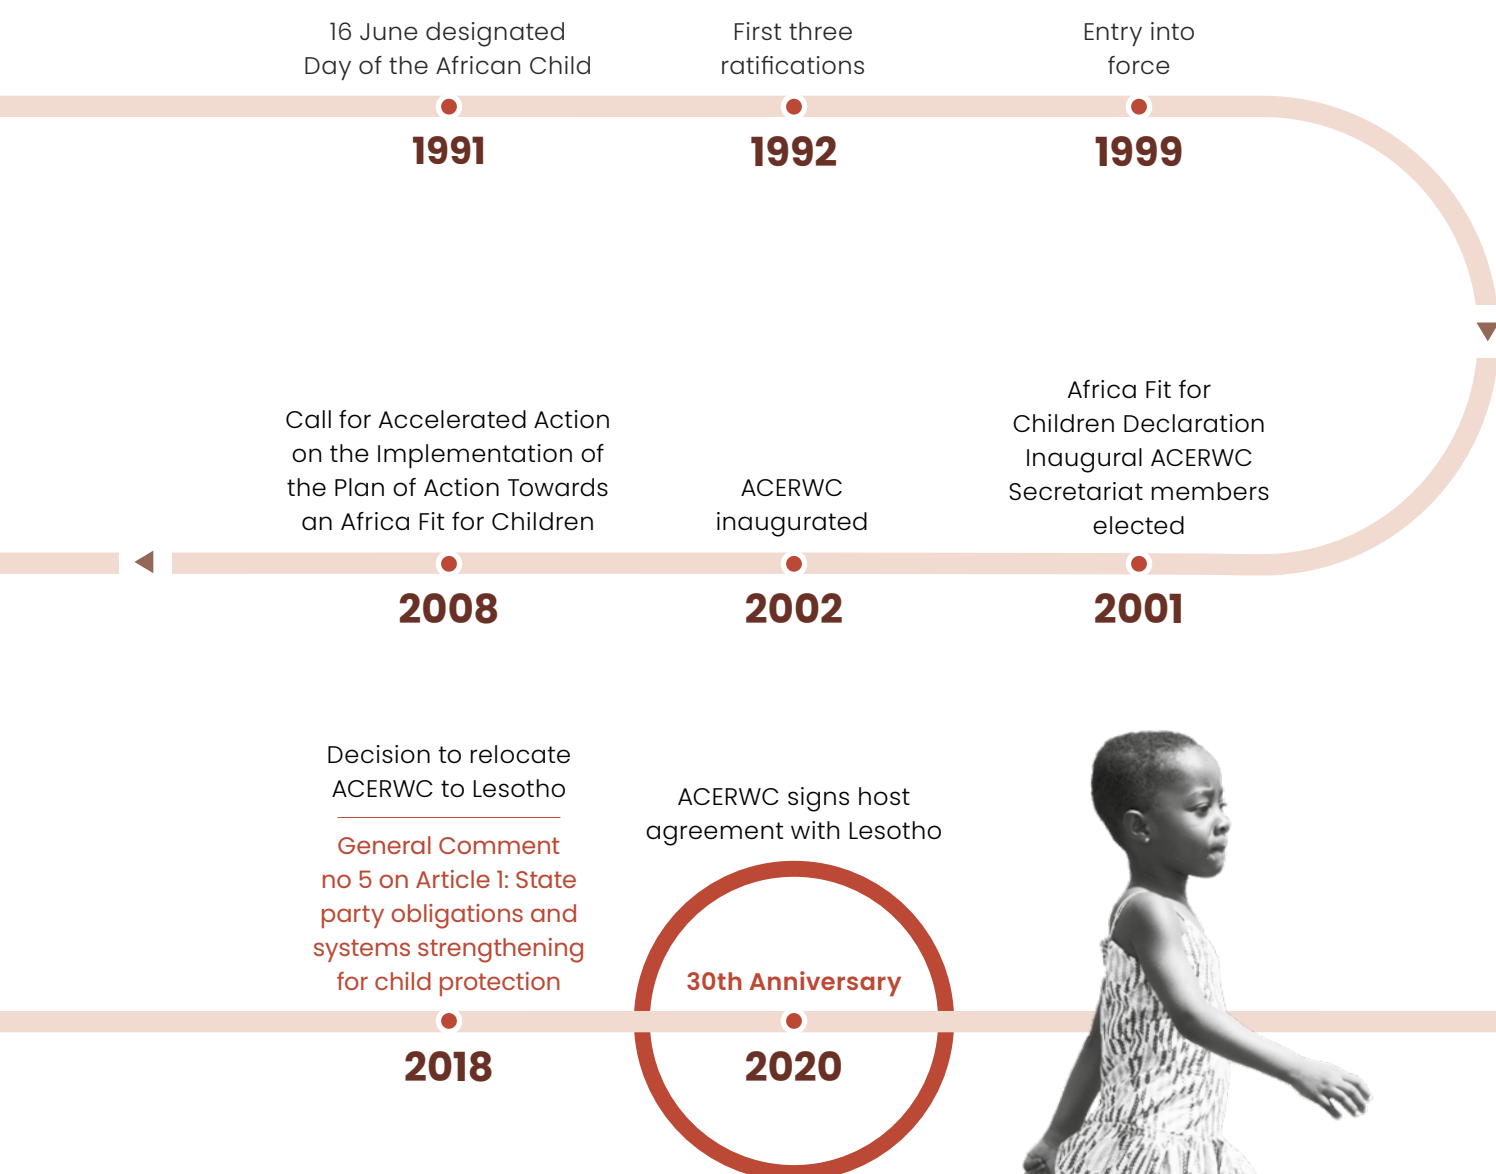 16 June designated
Day of the African Child
1991
First three
ratifications
1992
Entry into
force
1999
Africa Fit for
Children Declaration
Inaugural ACERWC
Secretariat members
elected
2001
ACERWC
inaugurated
2002
Call for Accelerated Action
on the Implementation of
the Plan of Action Towards
an Africa Fit for Children
2008
Decision to relocate
ACERWC to Lesotho
General Comment
no 5 on Article 1: State
party obligations and
systems strengthening
for child protection
2018
ACERWC signs host
agreement with Lesotho
30th Anniversary
2020